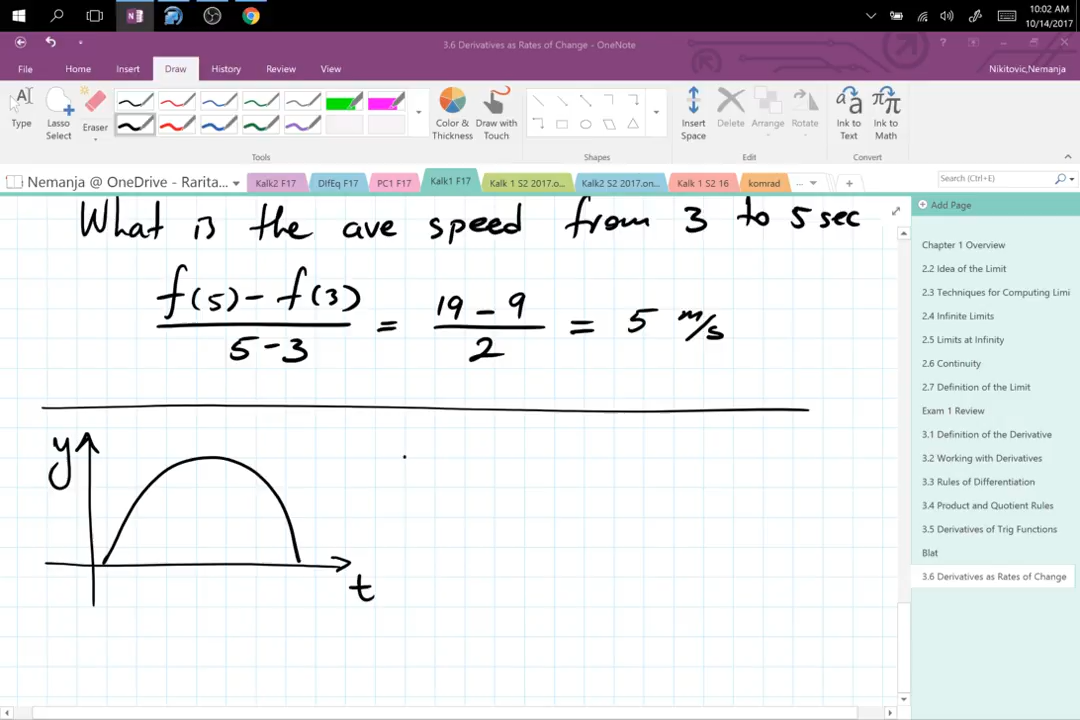 10:02 AM
10/14/2017
3.6 Derivatives as Rates of Change - OneNote
File Home Insert Draw History Review View
Nikitovic,Nemanja
Type
Lasso Select
Eraser
Color & Thickness
Draw with Touch
Insert Space
Delete
Arrange
Rotate
Ink to Text
Ink to Math
Tools
Shapes
Edit
Convert
Nemanja @ OneDrive - Rarita...
Kalk2 F17
DIfEq F17
PC1 F17
Kalk1 F17
Kalk 1 S2 2017.o...
Kalk2 S2 2017.on...
Kalk 1 S2 16
komrad
...
Search (Ctrl+E)
What is the ave speed from 3 to 5 sec
f(5) - f(3) / 5 - 3 = 19 - 9 / 2 = 5 m/s
y
t
Add Page
Chapter 1 Overview
2.2 Idea of the Limit
2.3 Techniques for Computing Limi
2.4 Infinite Limits
2.5 Limits at Infinity
2.6 Continuity
2.7 Definition of the Limit
Exam 1 Review
3.1 Definition of the Derivative
3.2 Working with Derivatives
3.3 Rules of Differentiation
3.4 Product and Quotient Rules
3.5 Derivatives of Trig Functions
Blat
3.6 Derivatives as Rates of Change